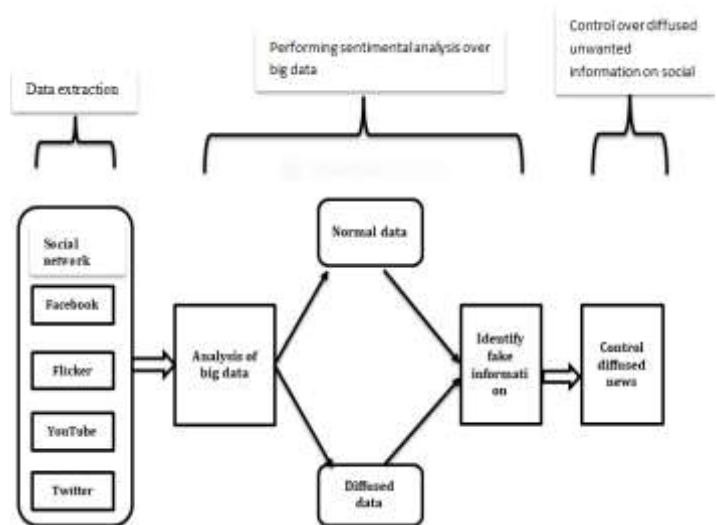 Data extraction
Performing sentimental analysis over
big data
Control over diffused
unwanted
information on social
Social
network
Facebook
Flicker
YouTube
Twitter
Analysis of
big data
Normal data
Diffused
data
Identify
fake
informati
on
Control
diffused
news